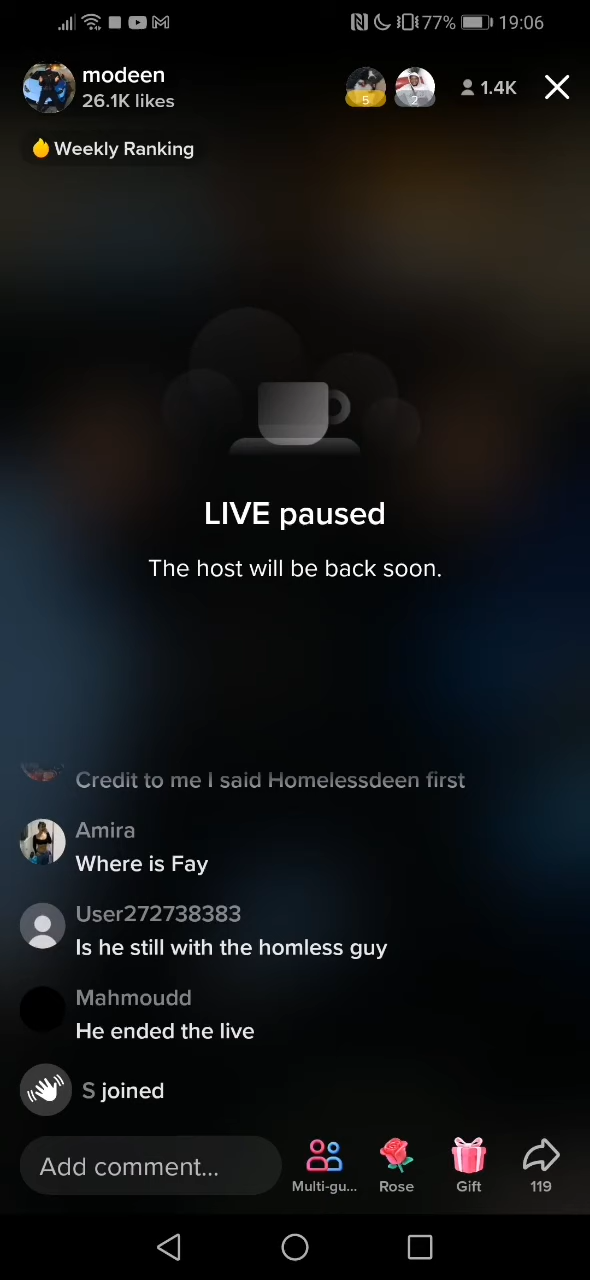 77% 19:06
modeen
26.1K likes
5
2
1.4K
Weekly Ranking
LIVE paused
The host will be back soon.
Credit to me I said Homelessdeen first
Amira
Where is Fay
User272738383
Is he still with the homless guy
Mahmoudd
He ended the live
S joined
Add comment...
Multi-gu...
Rose
Gift
119